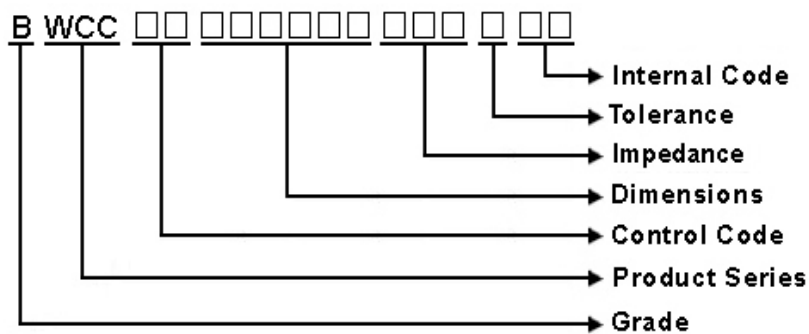 B WCC □□ □□□□□□ □□□ □ □□
Internal Code
Tolerance
Impedance
Dimensions
Control Code
Product Series
Grade